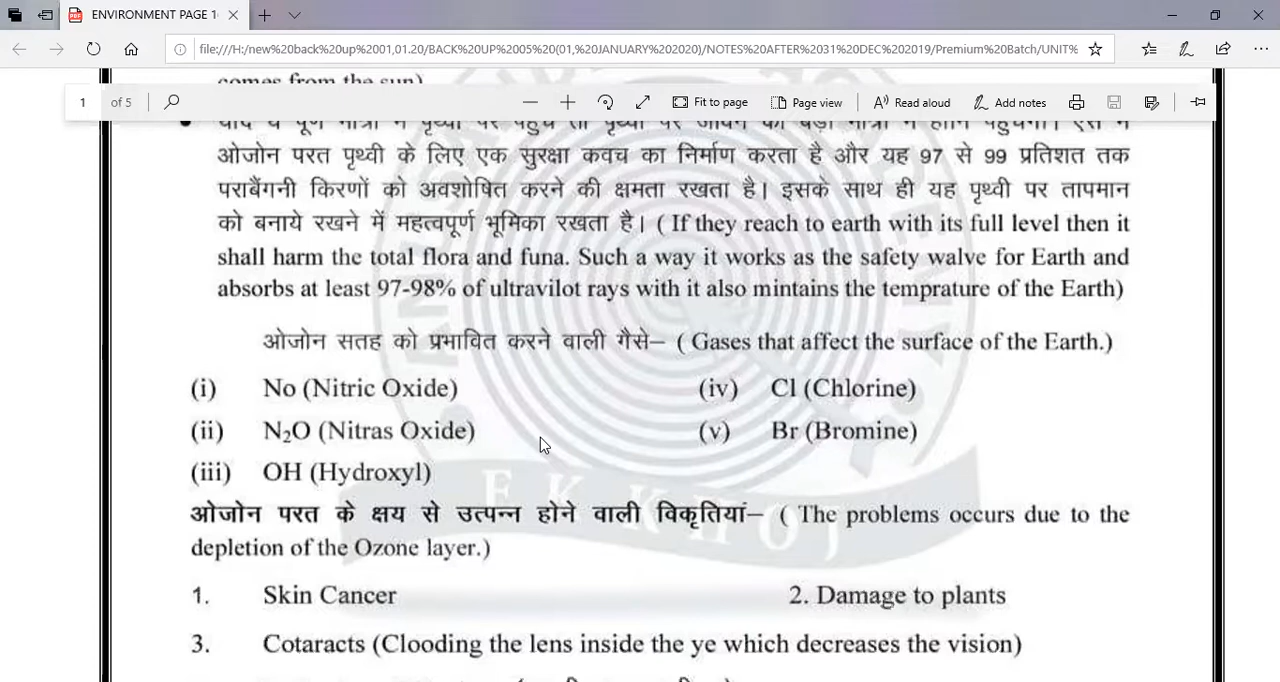 ENVIRONMENT PAGE 1
file:///H:/new%20back%20up%2001,01.20/BACK%20UP%2005%20(01,%20JANUARY%202020)/NOTES%20AFTER%2031%20DEC%202019/Premium%20Batch/UNIT%
comes from the sun)
1 of 5 Fit to page Page view Read aloud Add notes
ओजोन परत पृथ्वी के लिए एक सुरक्षा कवच का निर्माण करता है और यह 97 से 99 प्रतिशत तक
पराबैंगनी किरणों को अवशोषित करने की क्षमता रखता है। इसके साथ ही यह पृथ्वी पर तापमान
को बनाये रखने में महत्वपूर्ण भूमिका रखता है। ( If they reach to earth with its full level then it
shall harm the total flora and funa. Such a way it works as the safety walve for Earth and
absorbs at least 97-98% of ultravilot rays with it also mintains the temprature of the Earth)
ओजोन सतह को प्रभावित करने वाली गैसे– ( Gases that affect the surface of the Earth.)
(i) No (Nitric Oxide) (iv) Cl (Chlorine)
(ii) N₂O (Nitras Oxide) (v) Br (Bromine)
(iii) OH (Hydroxyl)
EK KHOJ
ओजोन परत के क्षय से उत्पन्न होने वाली विकृतियां– ( The problems occurs due to the
depletion of the Ozone layer.)
1. Skin Cancer 2. Damage to plants
3. Cotaracts (Clooding the lens inside the ye which decreases the vision)